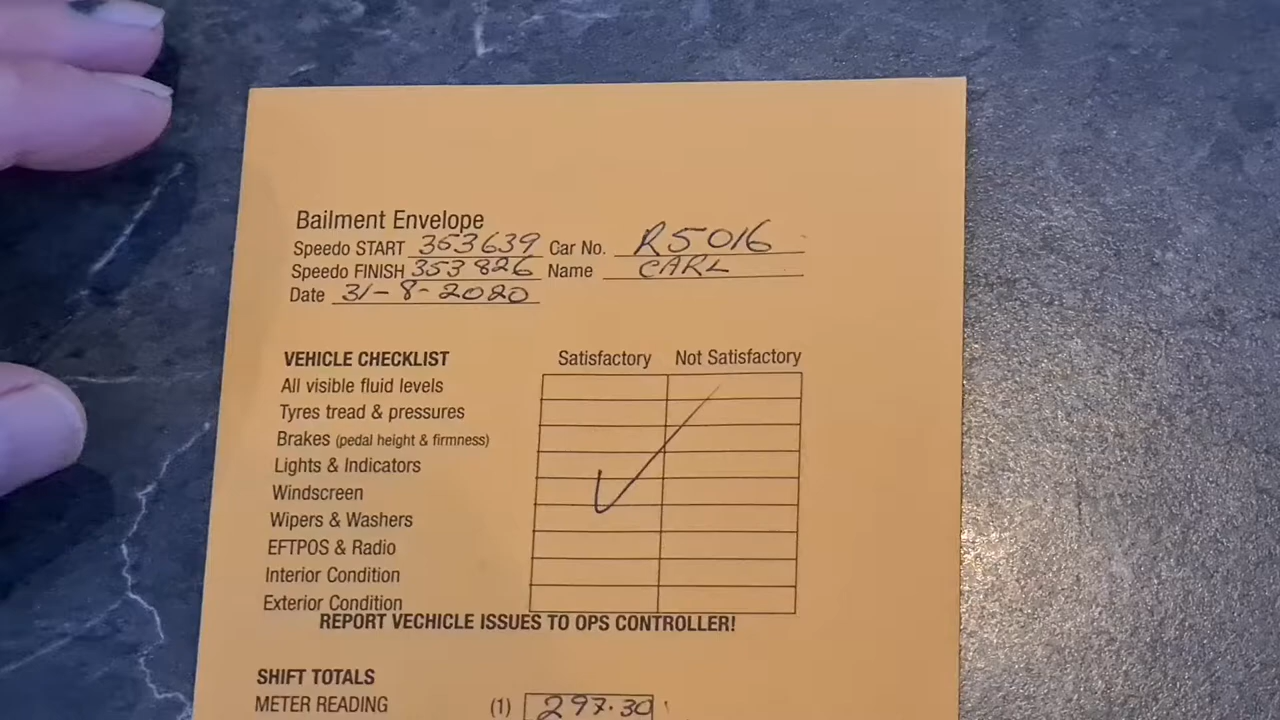 Bailment Envelope
Speedo START 353639 Car No. R5016
Speedo FINISH 353826 Name CARL
Date 31-8-2020
VEHICLE CHECKLIST Satisfactory Not Satisfactory
All visible fluid levels
Tyres tread & pressures
Brakes (pedal height & firmness)
Lights & Indicators
Windscreen
Wipers & Washers
EFTPOS & Radio
Interior Condition
Exterior Condition
REPORT VECHICLE ISSUES TO OPS CONTROLLER!
SHIFT TOTALS
METER READING (1) 297.30